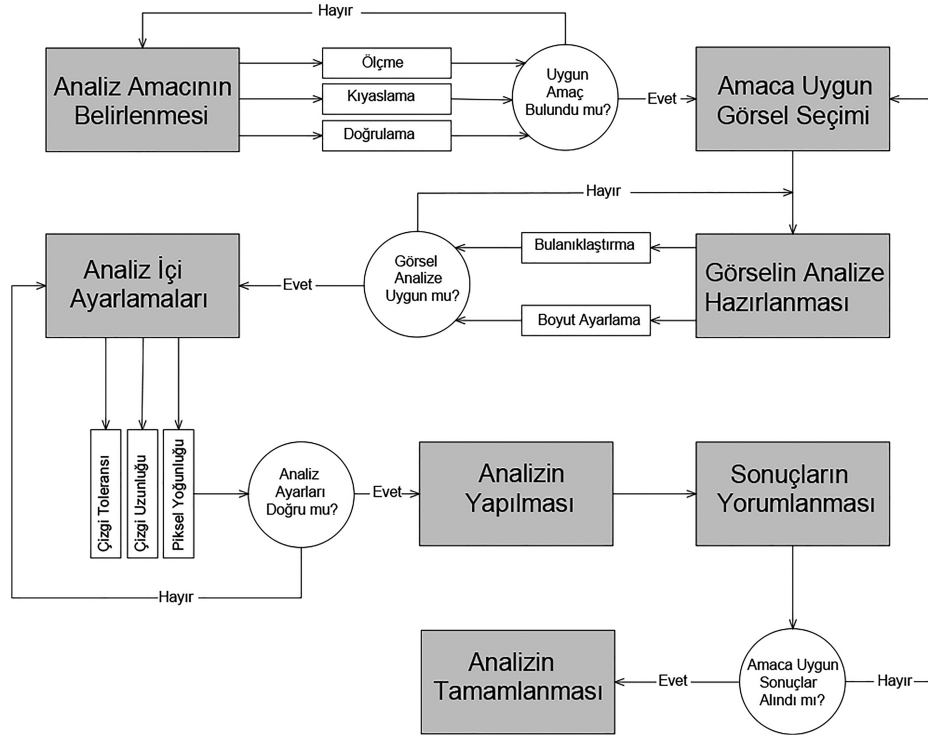 Hayır
Analiz Amacının
Belirlenmesi
Ölçme
Kıyaslama
Doğrulama
Uygun
Amaç
Bulundu mu?
Evet
Amaca Uygun
Görsel Seçimi
Hayır
Görselin Analize
Hazırlanması
Bulanıklaştırma
Boyut Ayarlama
Görsel
Analize
Uygun mu?
Evet
Analiz İçi
Ayarlamaları
Çizgi Toleransı
Çizgi Uzunluğu
Piksel Yoğunluğu
Analiz
Ayarları
Doğru mu?
Hayır
Evet
Analizin
Yapılması
Sonuçların
Yorumlanması
Amaca Uygun
Sonuçlar
Alındı mı?
Hayır
Evet
Analizin
Tamamlanması